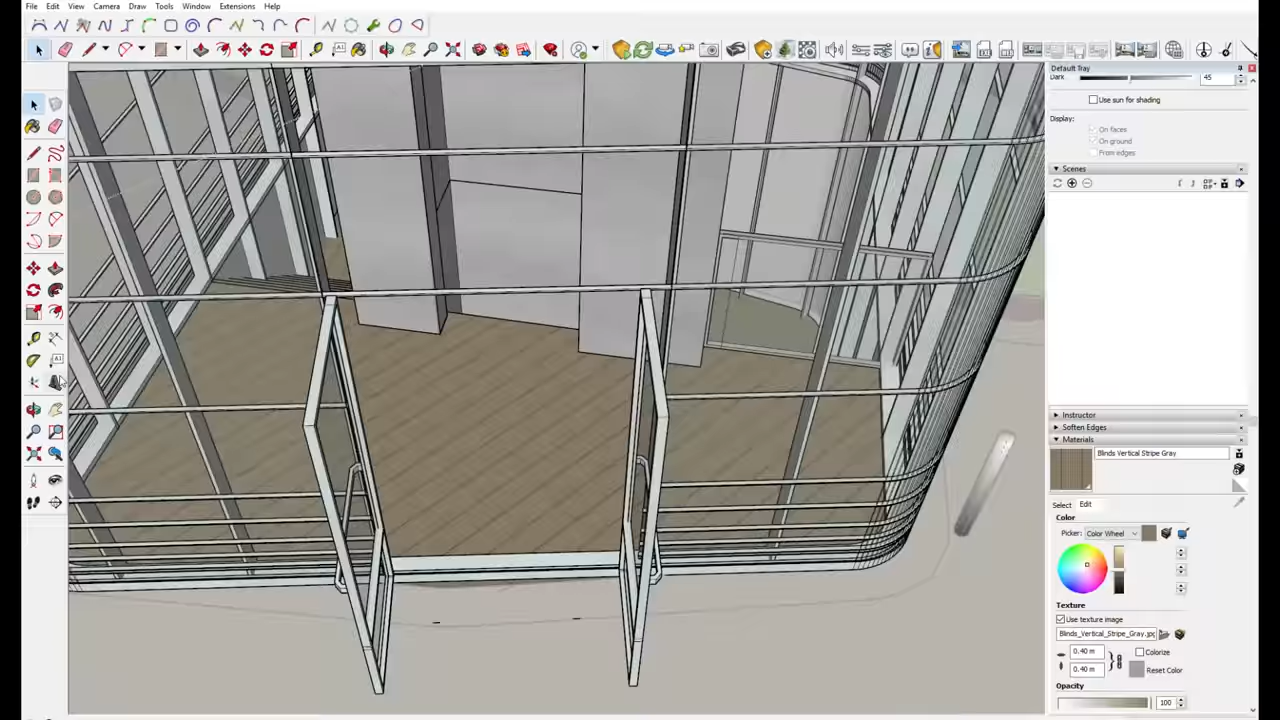 File Edit View Camera Draw Tools Window Extensions Help
Default Tray
Dark 45
Use sun for shading
Display:
On faces
On ground
From edges
Scenes
Instructor
Soften Edges
Materials
Blinds Vertical Stripe Gray
Select Edit
Color
Picker: Color Wheel
Texture
Use texture image
Blinds_Vertical_Stripe_Gray.jpg
0.40 m Colorize
0.40 m Reset Color
Opacity
100